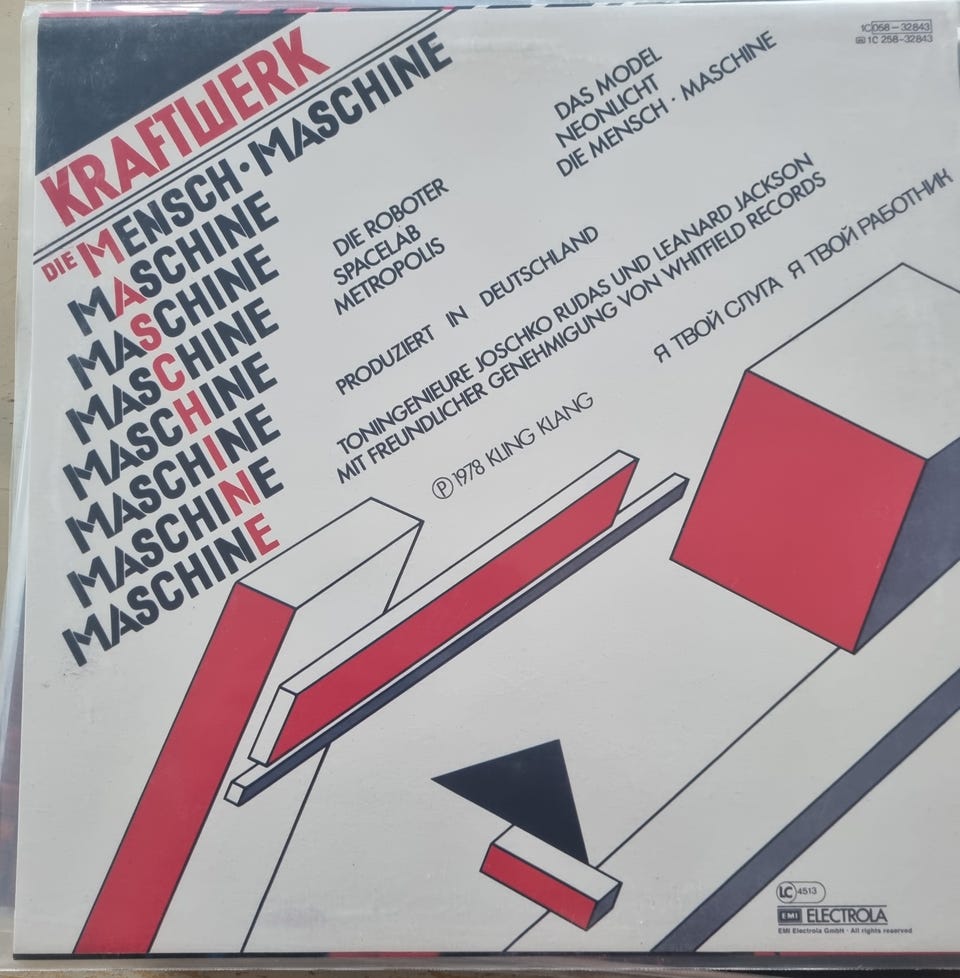 1C 058-32843
1C 258-32843
KRAFTWERK
DIE MENSCH·MASCHINE
MASCHINE
MASCHINE
MASCHINE
MASCHINE
MASCHINE
MASCHINE
MASCHINE
DIE ROBOTER
SPACELAB
METROPOLIS
DAS MODEL
NEONLICHT
DIE MENSCH·MASCHINE
PRODUZIERT IN DEUTSCHLAND
TONINGENIEURE JOSCHKO RUDAS UND LEANARD JACKSON
MIT FREUNDLICHER GENEHMIGUNG VON WHITFIELD RECORDS
Ⓟ 1978 KLING KLANG
Я ТВОЙ СЛУГА Я ТВОЙ РАБОТНИК
LC 4513
EMI ELECTROLA
EMI Electrola GmbH · All rights reserved